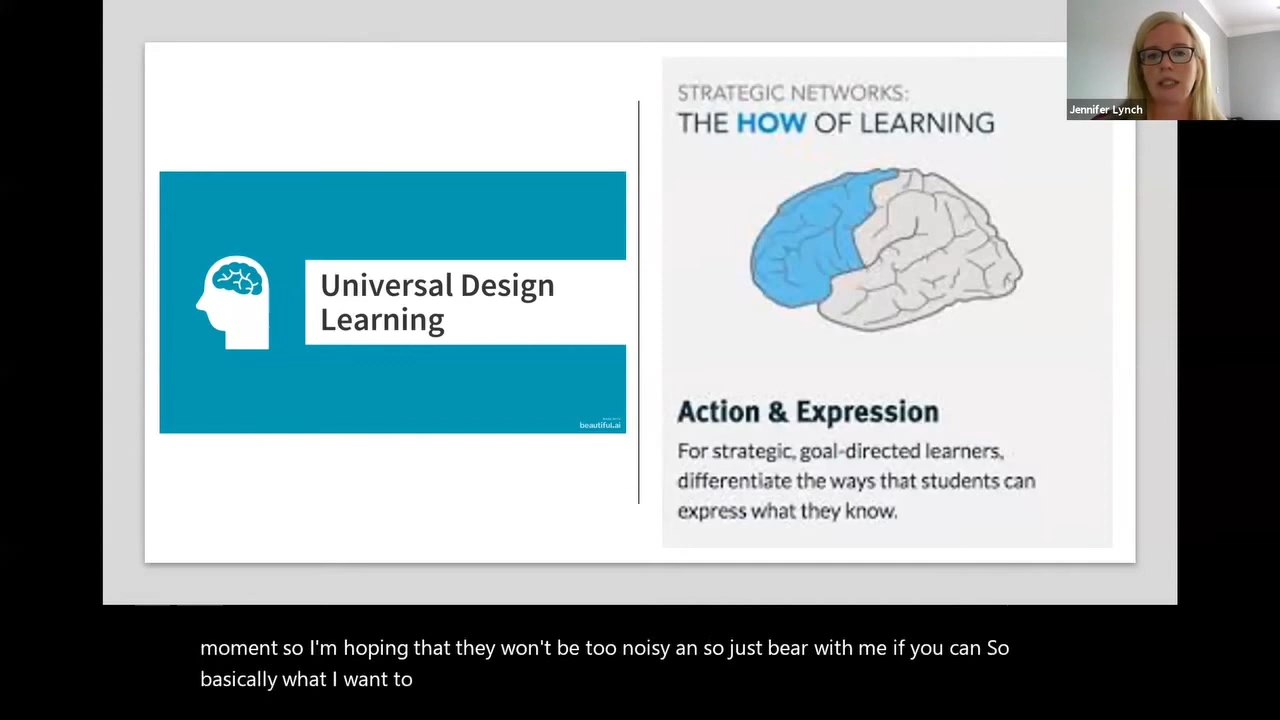 Universal Design
Learning
beautiful.ai
STRATEGIC NETWORKS:
THE HOW OF LEARNING
Action & Expression
For strategic, goal-directed learners,
differentiate the ways that students can
express what they know.
Jennifer Lynch
moment so I'm hoping that they won't be too noisy an so just bear with me if you can So
basically what I want to